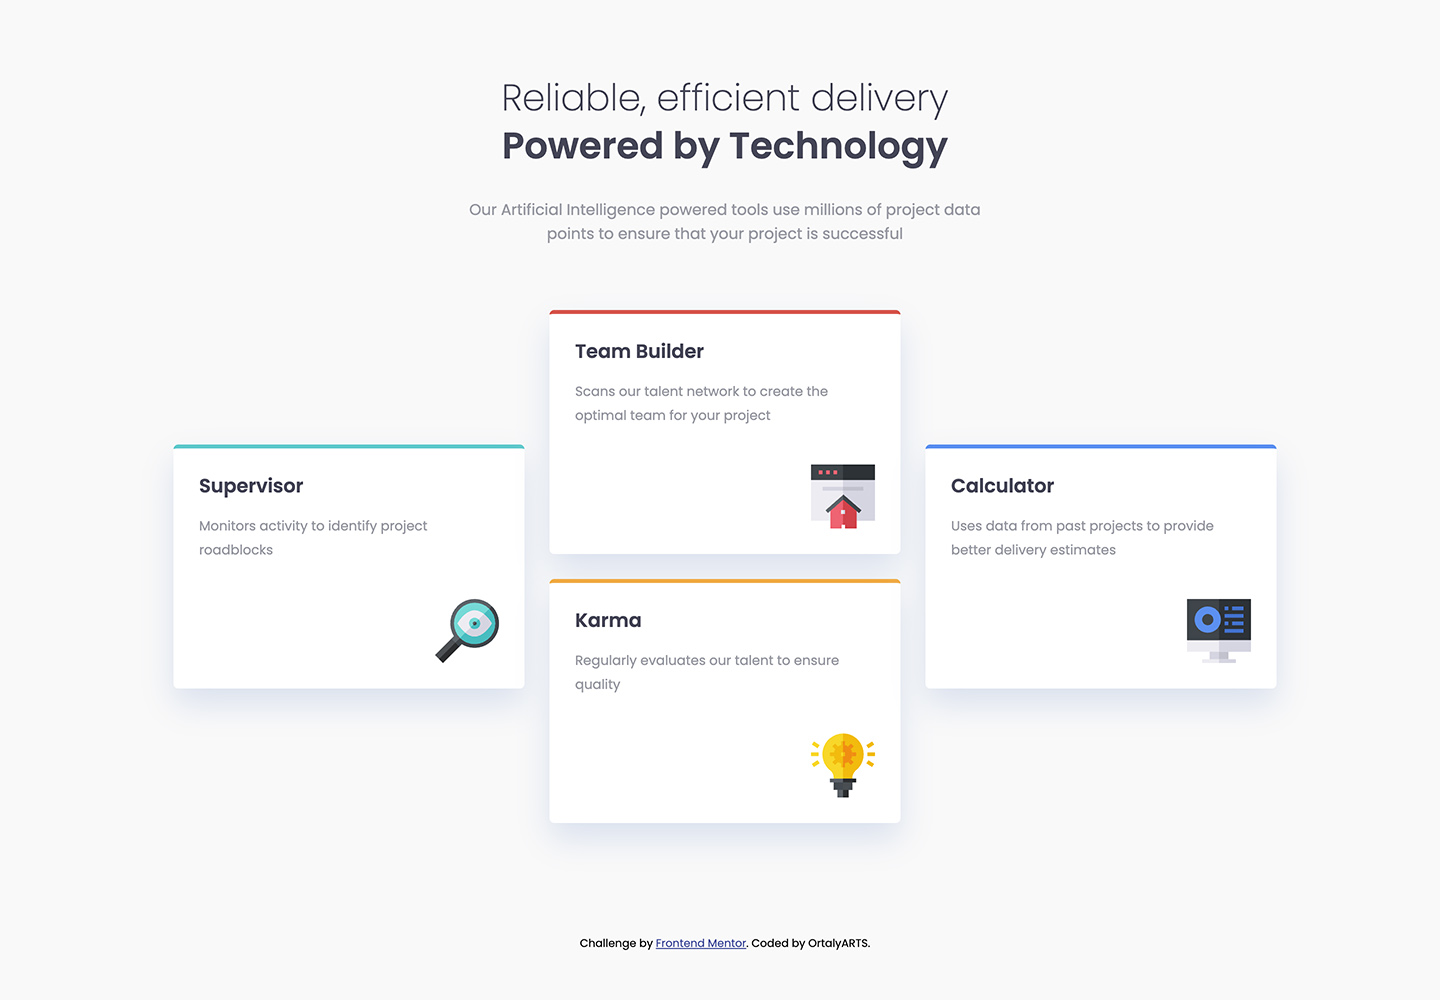 Reliable, efficient delivery
Powered by Technology
Our Artificial Intelligence powered tools use millions of project data
points to ensure that your project is successful
Team Builder
Scans our talent network to create the
optimal team for your project
Supervisor
Monitors activity to identify project
roadblocks
Calculator
Uses data from past projects to provide
better delivery estimates
Karma
Regularly evaluates our talent to ensure
quality
Challenge by Frontend Mentor. Coded by OrtalyARTS.